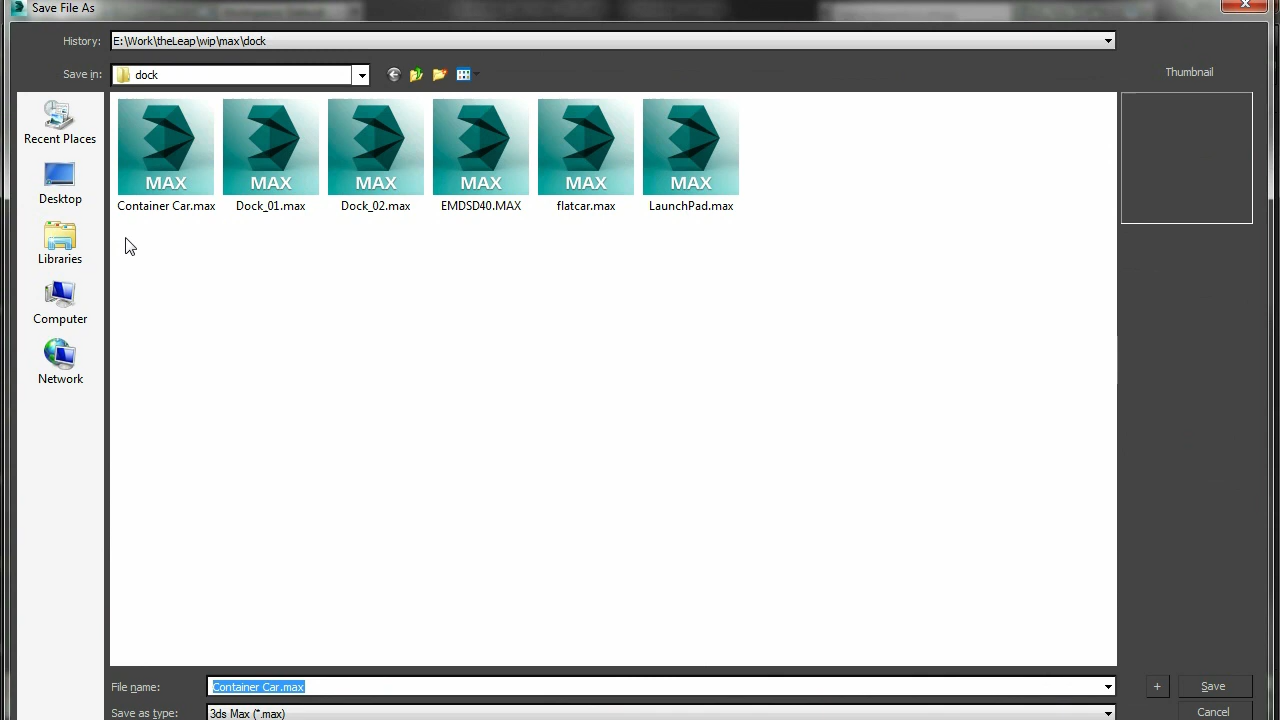 Save File As
History: E:\Work\theLeap\wip\max\dock
Save in: dock
Thumbnail
Recent Places
Desktop
Libraries
Computer
Network
MAX MAX MAX MAX MAX MAX
Container Car.max Dock_01.max Dock_02.max EMDSD40.MAX flatcar.max LaunchPad.max
File name: Container Car.max + Save
Save as type: 3ds Max (*.max) Cancel